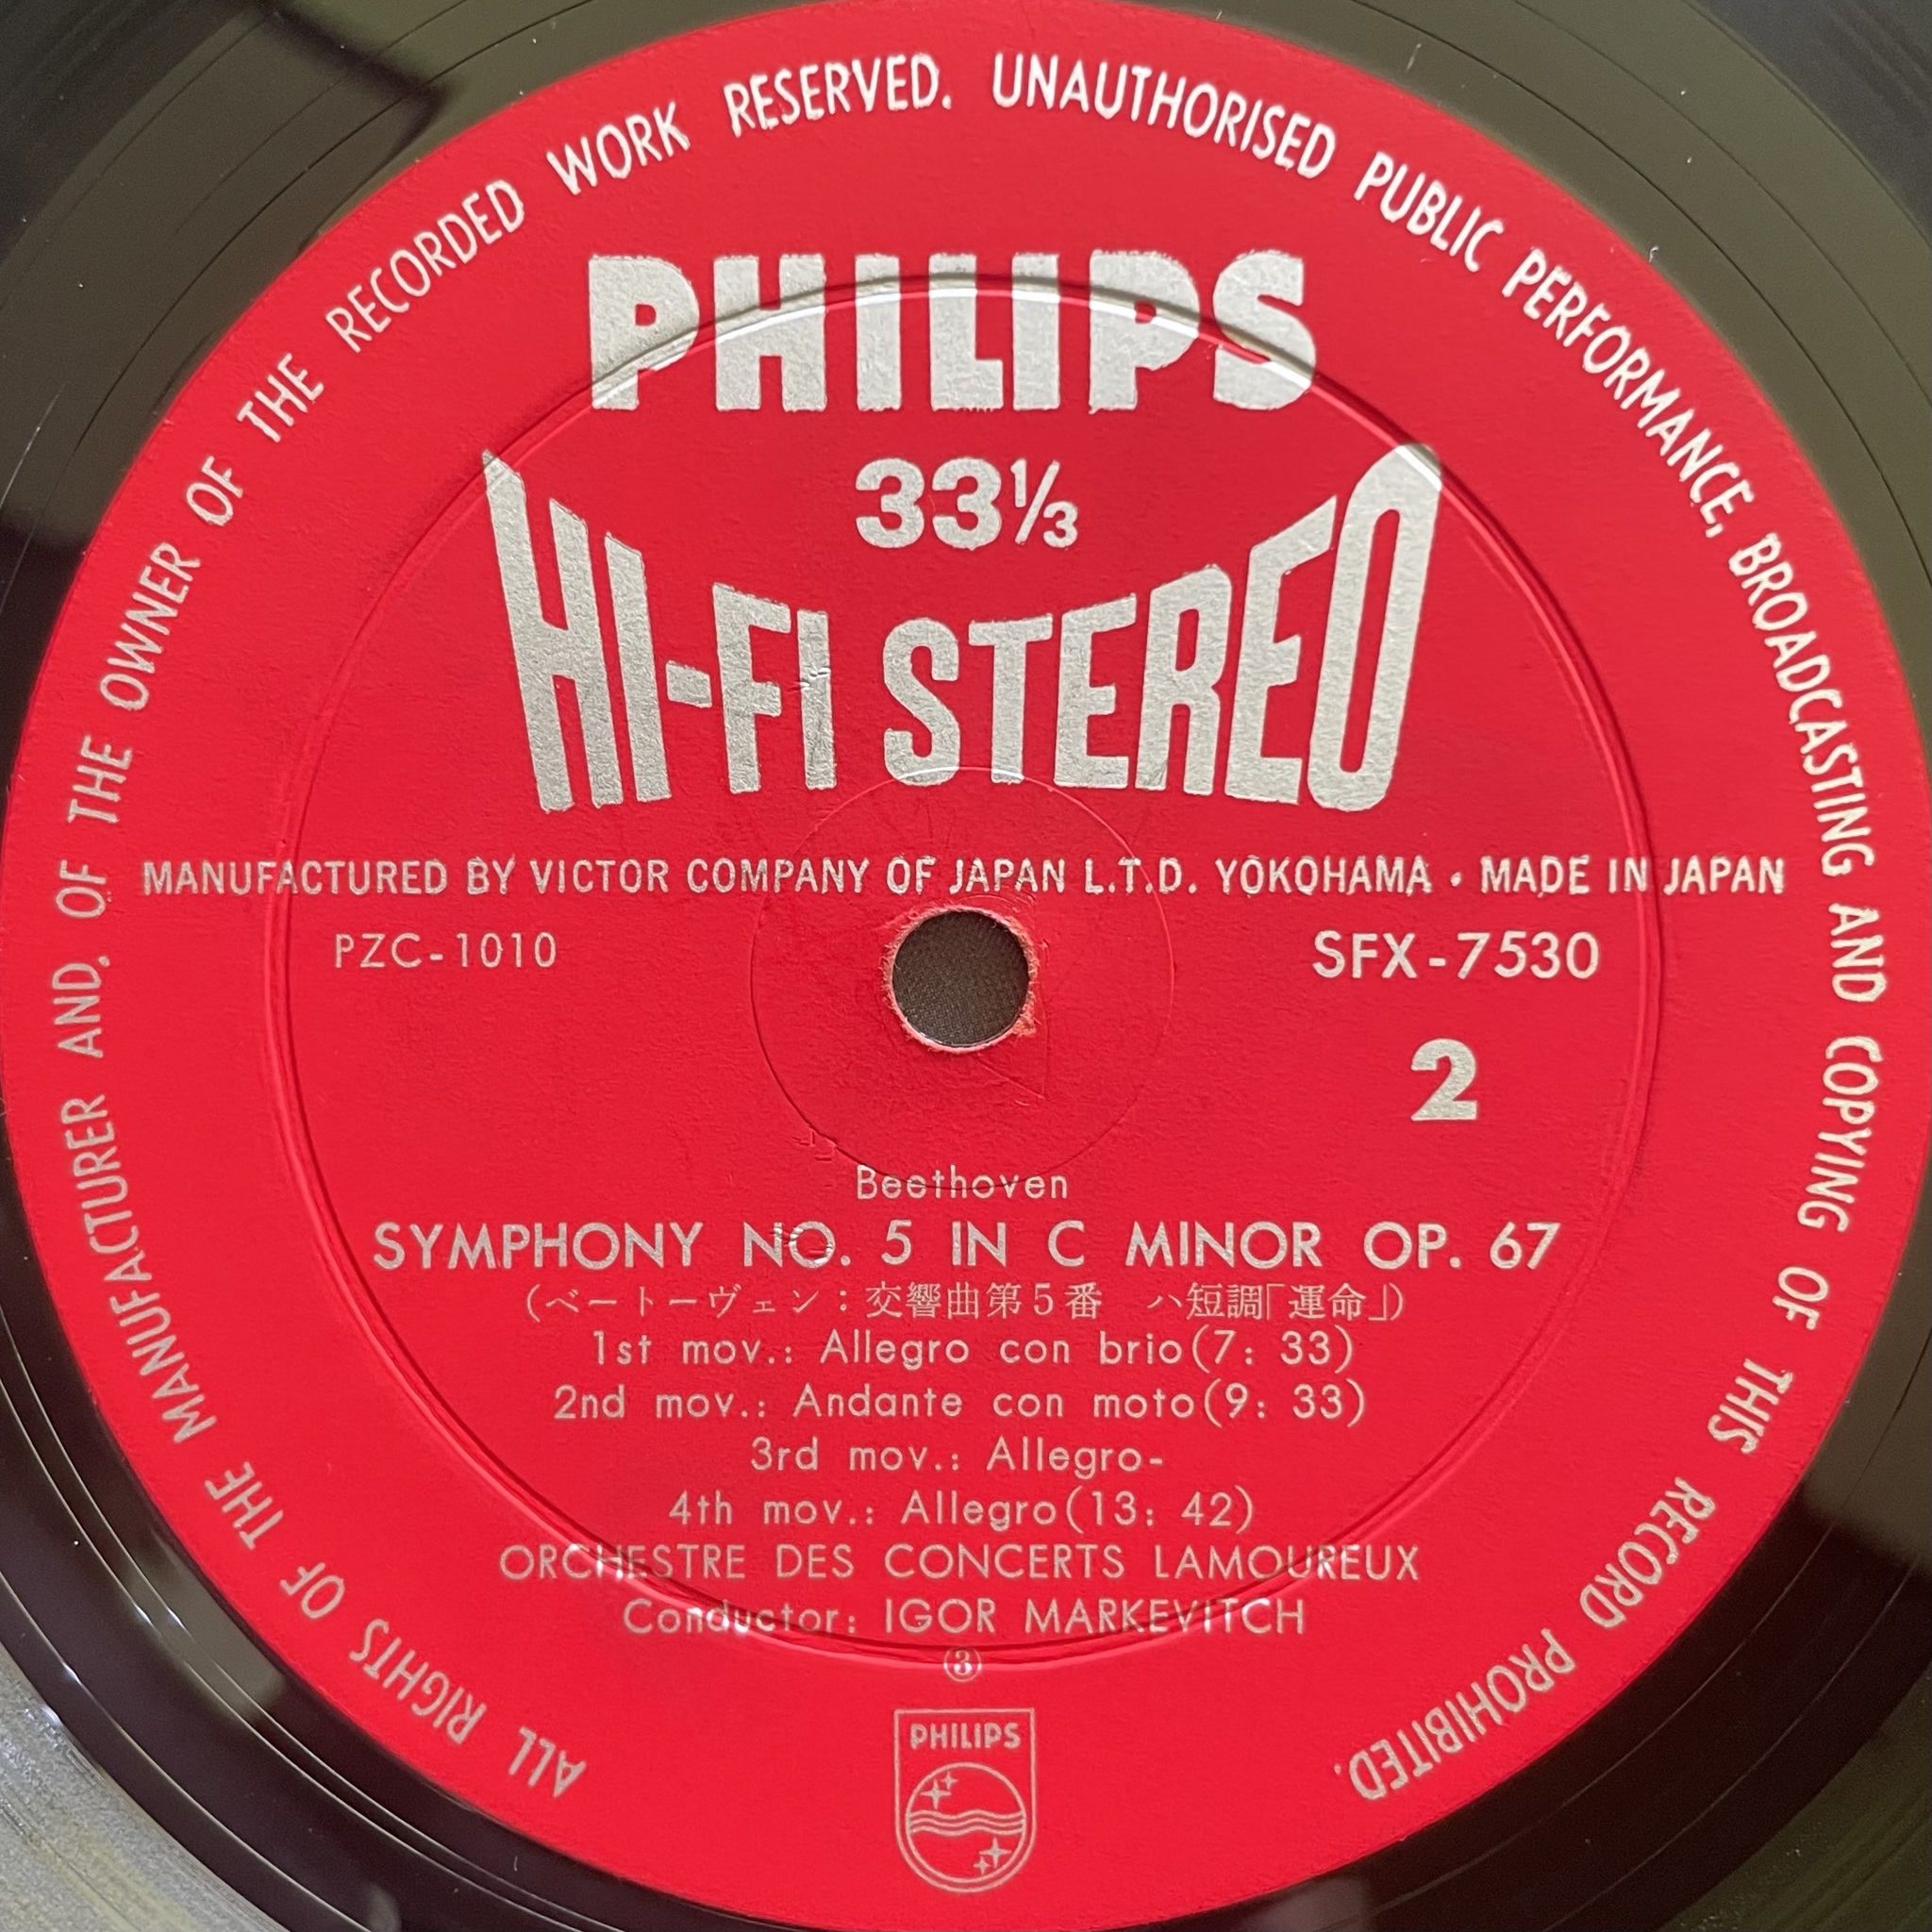 ALL RIGHTS OF THE MANUFACTURER AND, OF THE OWNER OF THE RECORDED WORK RESERVED. UNAUTHORISED PUBLIC PERFORMANCE, BROADCASTING AND COPYING OF THIS RECORD PROHIBITED.
PHILIPS
33⅓
HI-FI STEREO
MANUFACTURED BY VICTOR COMPANY OF JAPAN L.T.D. YOKOHAMA • MADE IN JAPAN
PZC-1010
SFX-7530
2
Beethoven
SYMPHONY NO. 5 IN C MINOR OP. 67
(ベートーヴェン：交響曲第5番 ハ短調「運命」)
1st mov.: Allegro con brio(7: 33)
2nd mov.: Andante con moto(9: 33)
3rd mov.: Allegro-
4th mov.: Allegro(13: 42)
ORCHESTRE DES CONCERTS LAMOUREUX
Conductor: IGOR MARKEVITCH
③
PHILIPS